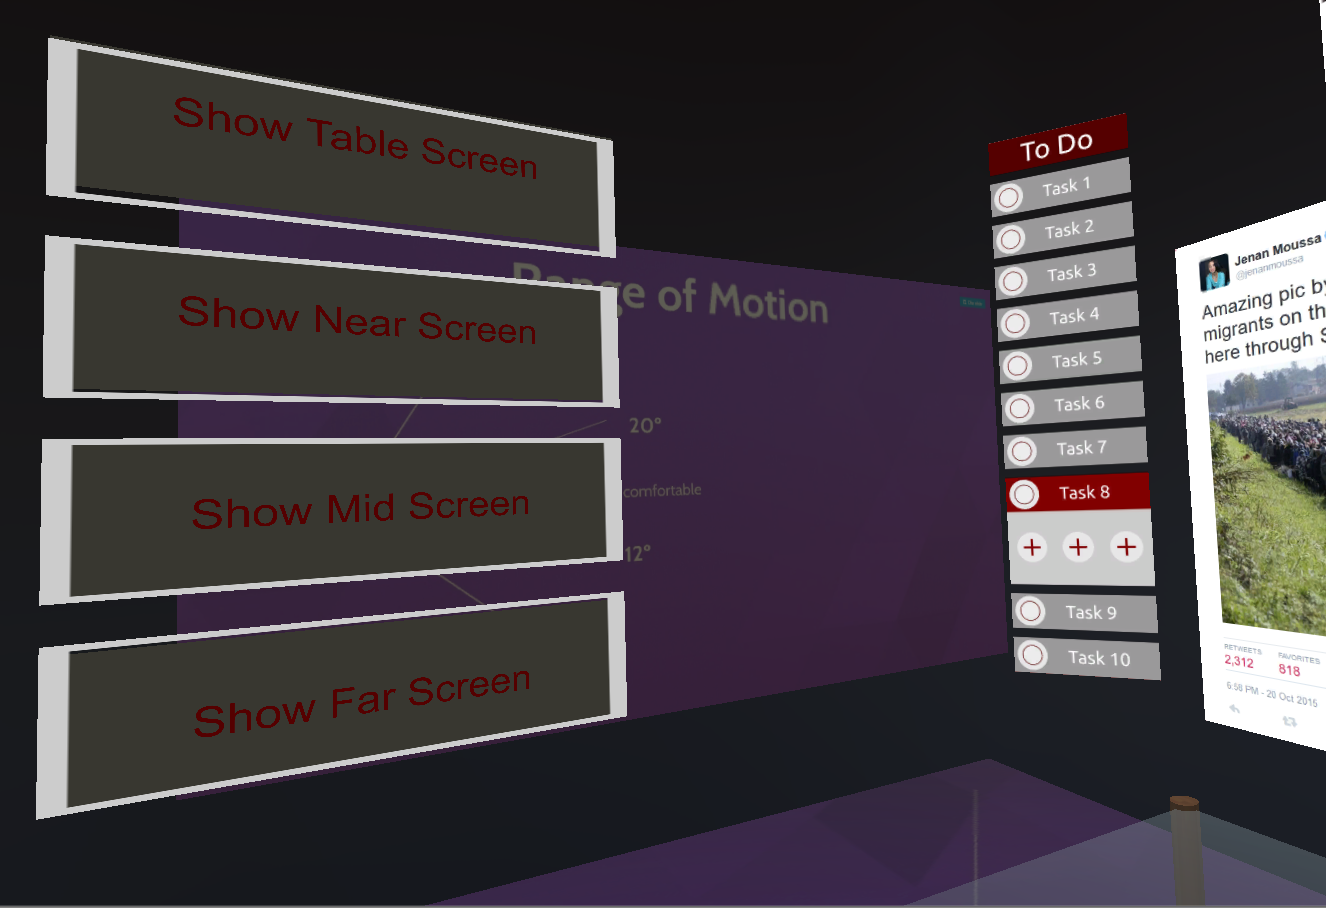 Show Table Screen
Show Near Screen
Show Mid Screen
Show Far Screen
Range of Motion
20°
comfortable
12°
To Do
Task 1
Task 2
Task 3
Task 4
Task 5
Task 6
Task 7
Task 8
+ + +
Task 9
Task 10
Jenan Moussa
@jenanmoussa
Amazing pic by
migrants on th
here through S
RETWEETS FAVORITES
2,312 818
6:58 PM - 20 Oct 2015